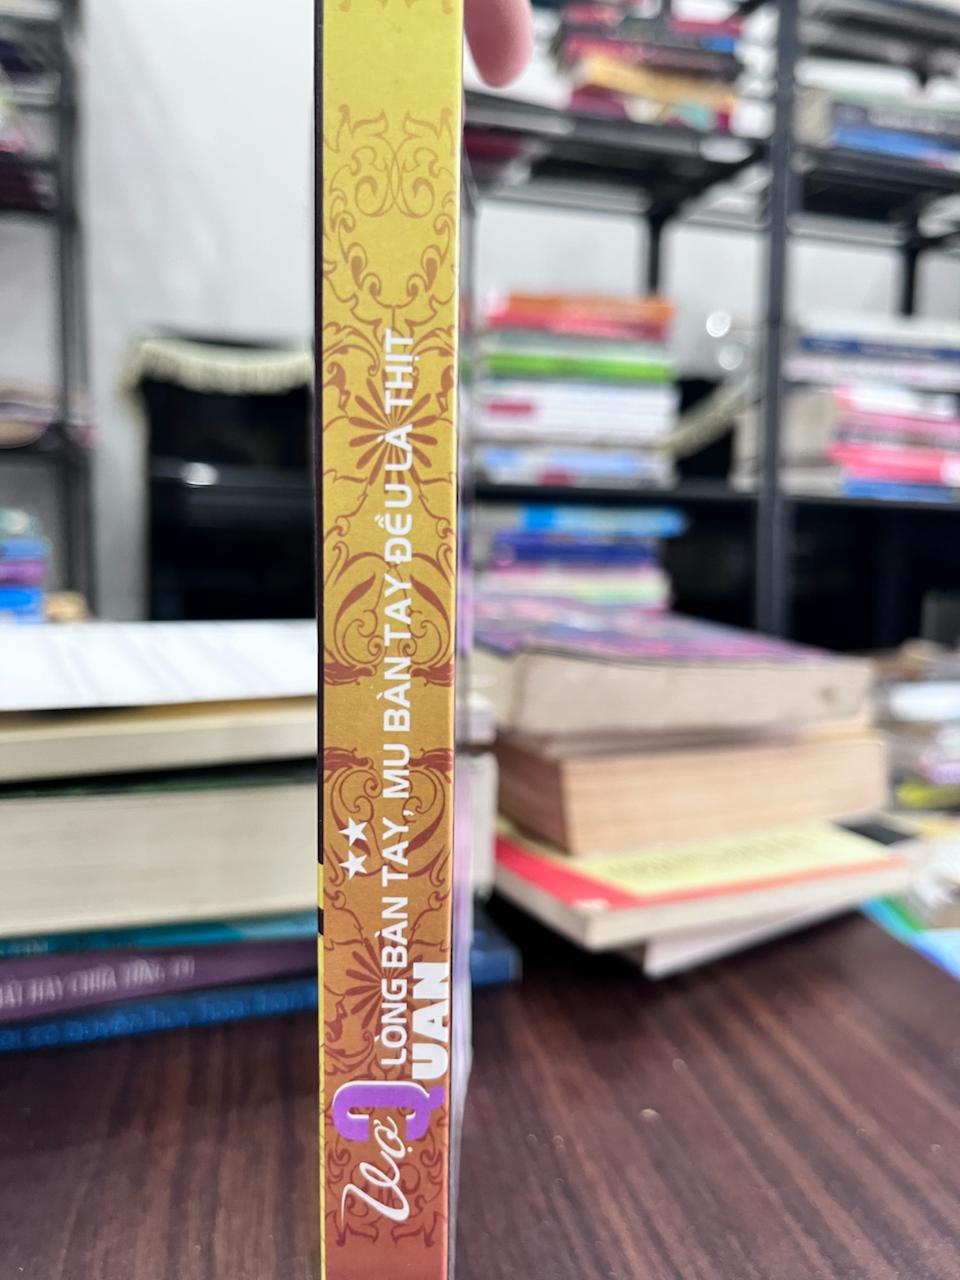 Vợ QUAN
★★
LÒNG BÀN TAY, MU BÀN TAY ĐỀU LÀ THỊT